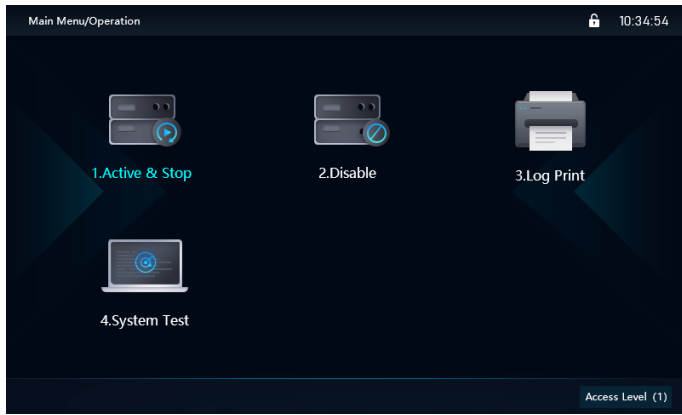 Main Menu/Operation
10:34:54
1.Active & Stop
2.Disable
3.Log Print
4.System Test
Access Level (1)